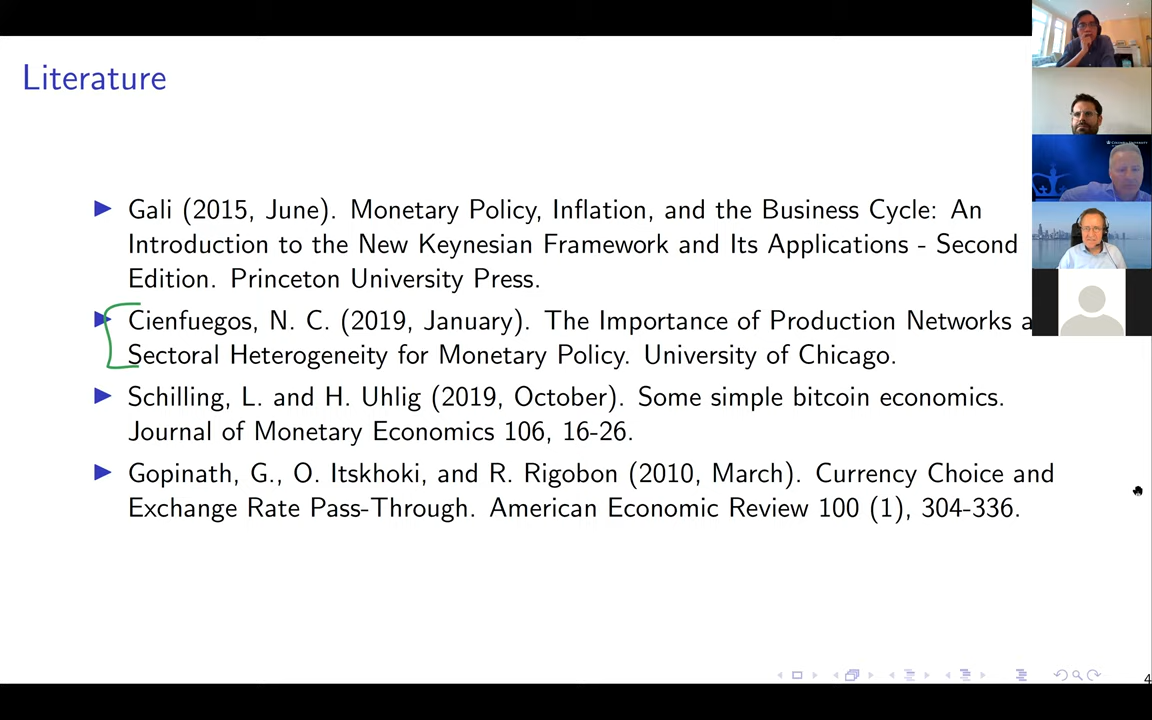 Literature
Gali (2015, June). Monetary Policy, Inflation, and the Business Cycle: An
Introduction to the New Keynesian Framework and Its Applications - Second
Edition. Princeton University Press.
Cienfuegos, N. C. (2019, January). The Importance of Production Networks
Sectoral Heterogeneity for Monetary Policy. University of Chicago.
Schilling, L. and H. Uhlig (2019, October). Some simple bitcoin economics.
Journal of Monetary Economics 106, 16-26.
Gopinath, G., O. Itskhoki, and R. Rigobon (2010, March). Currency Choice and
Exchange Rate Pass-Through. American Economic Review 100 (1), 304-336.
4